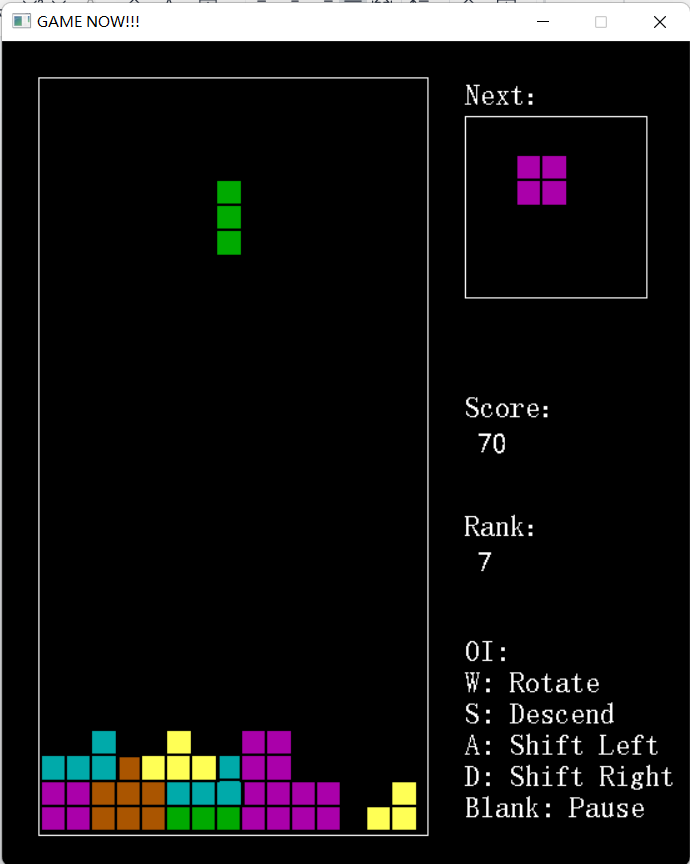 GAME NOW!!!
Next:
Score:
70
Rank:
7
OI:
W: Rotate
S: Descend
A: Shift Left
D: Shift Right
Blank: Pause